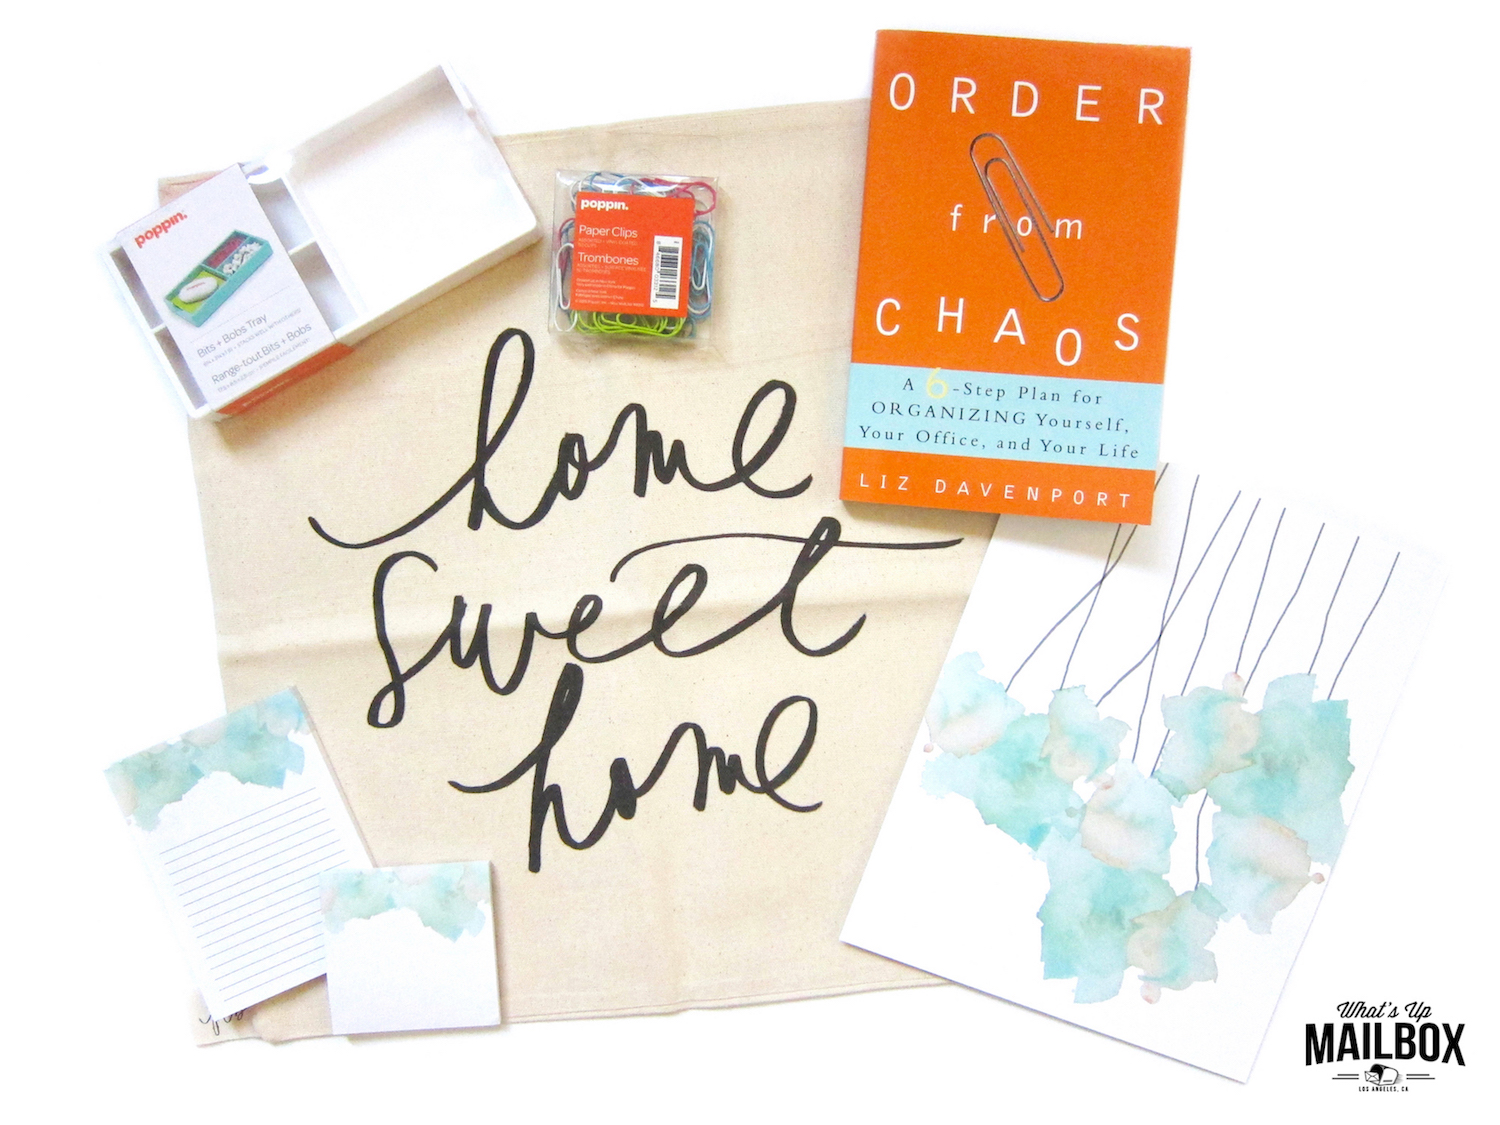 poppin.
Bits + Bobs Tray
Range-tout Bits + Bobs
poppin.
Paper Clips
Trombones
ORDER
from
CHAOS
A 6-Step Plan for
ORGANIZING Yourself,
Your Office, and Your Life
LIZ DAVENPORT
home
sweet
home
What's Up
MAILBOX
LOS ANGELES, CA